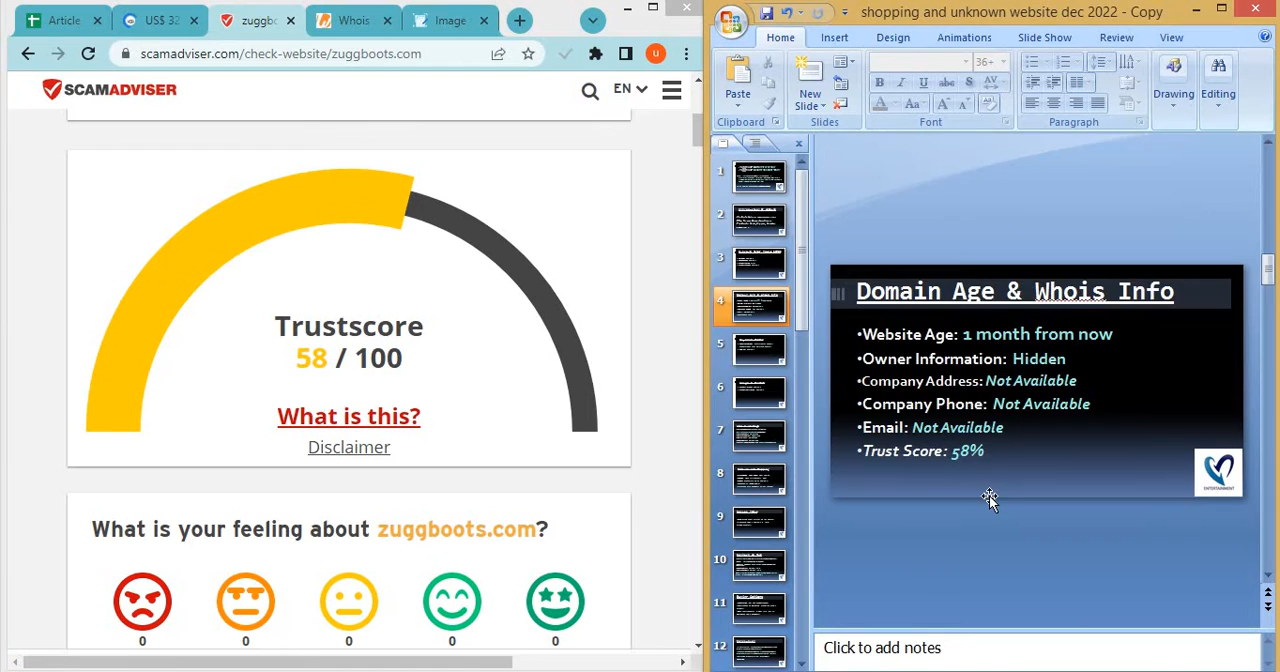 Article
US$ 32
zuggb
Whois
Image
scamadviser.com/check-website/zuggboots.com
u
SCAMADVISER
EN
Trustscore
58 / 100
What is this?
Disclaimer
What is your feeling about zuggboots.com?
0 0 0 0 0
shopping and unknown website dec 2022 - Copy
Home Insert Design Animations Slide Show Review View
Paste
New Slide
36+
B I U abe S AV
A Aa A A
Drawing
Editing
Clipboard Slides Font Paragraph
1
2
3
4
5
6
7
8
9
10
11
12
Domain Age & Whois Info
•Website Age: 1 month from now
•Owner Information: Hidden
•Company Address: Not Available
•Company Phone: Not Available
•Email: Not Available
•Trust Score: 58%
ENTERTAINMENT
Click to add notes